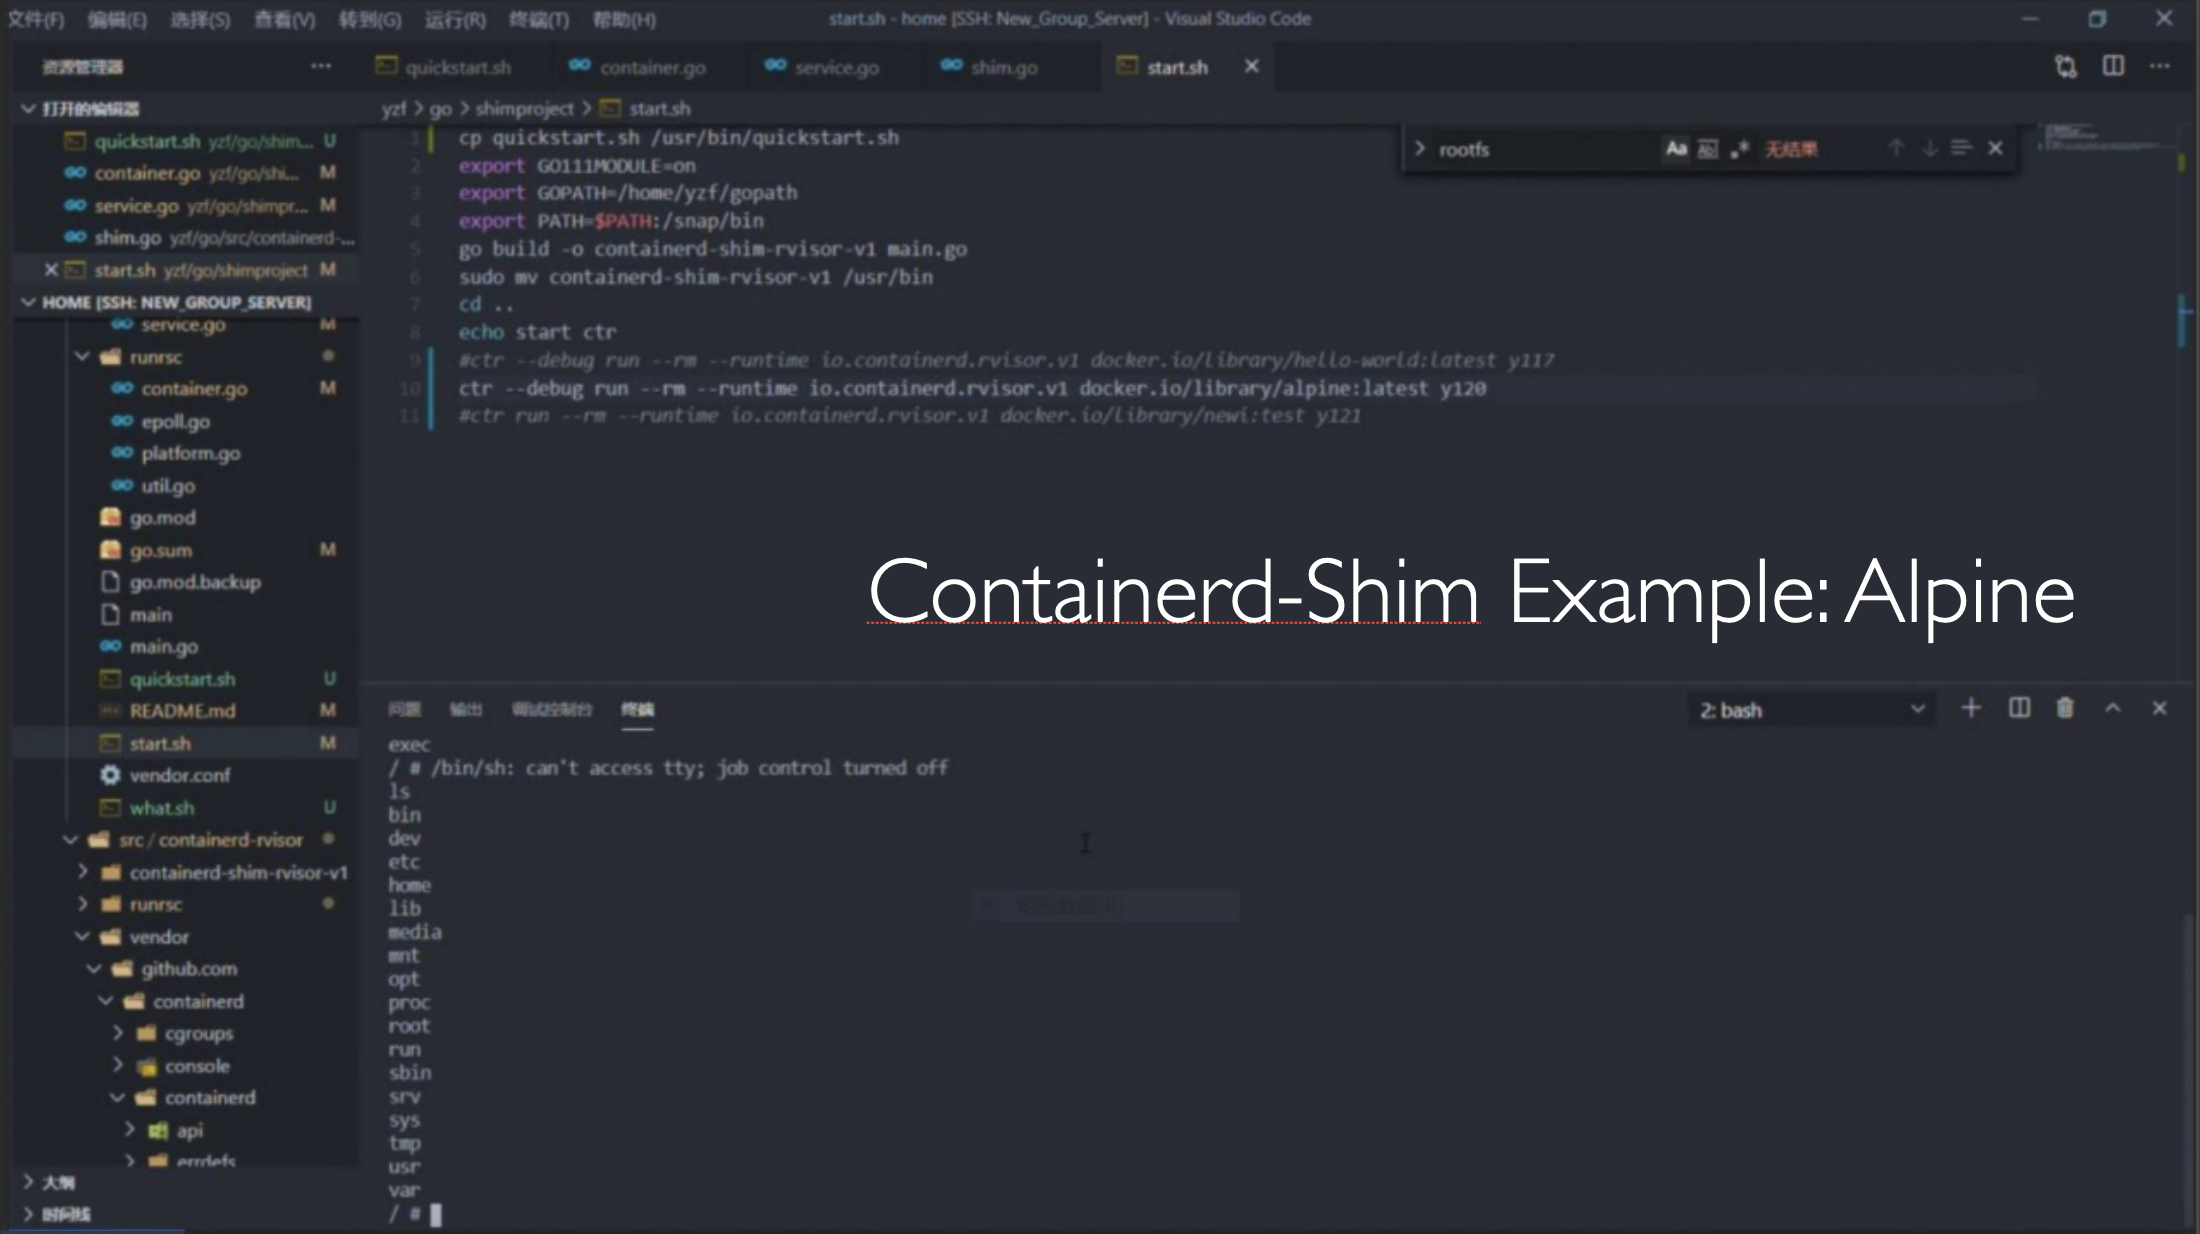 文件(F) 编辑(E) 选择(S) 查看(V) 转到(G) 运行(R) 终端(T) 帮助(H) start.sh - home [SSH: New_Group_Server] - Visual Studio Code
资源管理器 ···
quickstart.sh container.go service.go shim.go start.sh
打开的编辑器
quickstart.sh yzf/go/shim... U
container.go yzf/go/shi... M
service.go yzf/go/shimpr... M
shim.go yzf/go/src/containerd-...
start.sh yzf/go/shimproject M
HOME [SSH: NEW_GROUP_SERVER]
service.go M
runrsc
container.go M
epoll.go
platform.go
util.go
go.mod
go.sum M
go.mod.backup
main
main.go
quickstart.sh U
README.md M
start.sh M
vendor.conf
what.sh U
src / containerd-rvisor
containerd-shim-rvisor-v1
runrsc
vendor
github.com
containerd
cgroups
console
containerd
api
errdefs
大纲
时间线
yzf > go > shimproject > start.sh
rootfs Aa Ab .* 无结果
1 cp quickstart.sh /usr/bin/quickstart.sh
2 export GO111MODULE=on
3 export GOPATH=/home/yzf/gopath
4 export PATH=$PATH:/snap/bin
5 go build -o containerd-shim-rvisor-v1 main.go
6 sudo mv containerd-shim-rvisor-v1 /usr/bin
7 cd ..
8 echo start ctr
9 #ctr --debug run --rm --runtime io.containerd.rvisor.v1 docker.io/library/hello-world:latest y117
10 ctr --debug run --rm --runtime io.containerd.rvisor.v1 docker.io/library/alpine:latest y120
11 #ctr run --rm --runtime io.containerd.rvisor.v1 docker.io/library/newi:test y121
Containerd-Shim Example: Alpine
问题 输出 调试控制台 终端 2: bash
exec
/ # /bin/sh: can't access tty; job control turned off
ls
bin
dev
etc
home
lib
media
mnt
opt
proc
root
run
sbin
srv
sys
tmp
usr
var
/ #